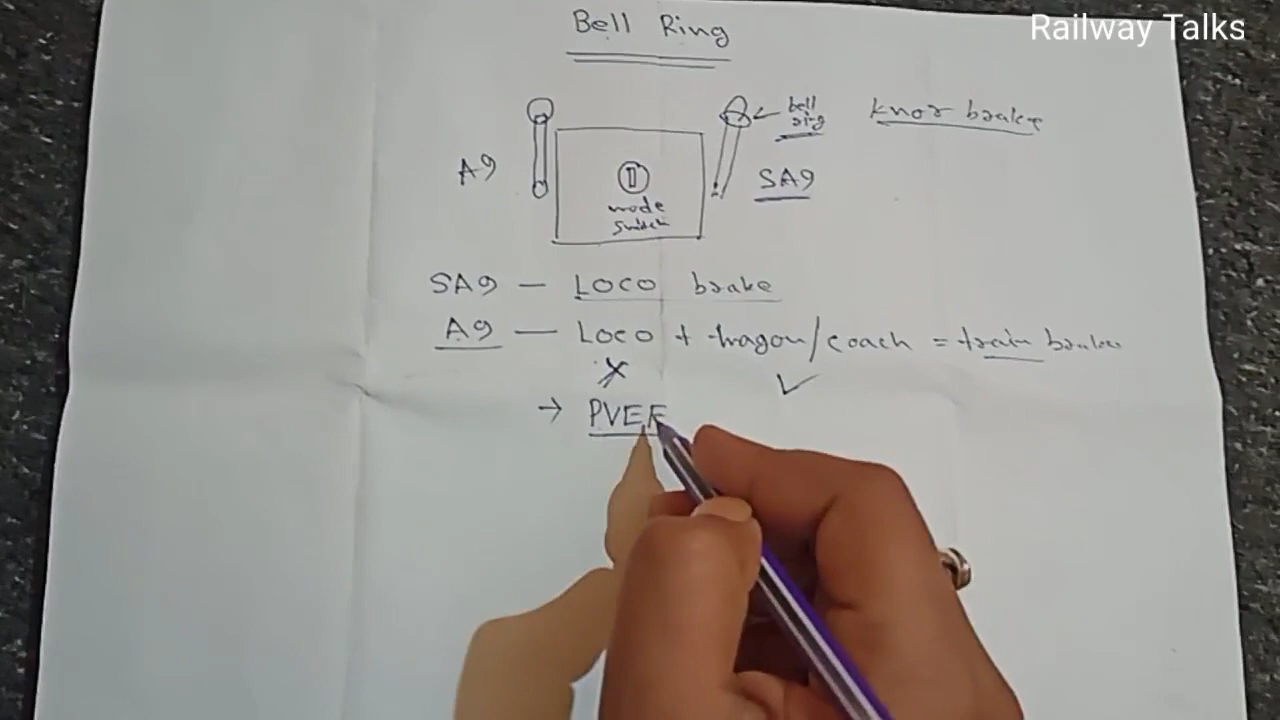 Railway Talks
Bell Ring
bell
ring
knor brake
A9
II
mode
switch
SA9
SA9 — LOCO brake
A9 — LOCO + wagon/coach = train brake
x ✓
→ PVEF